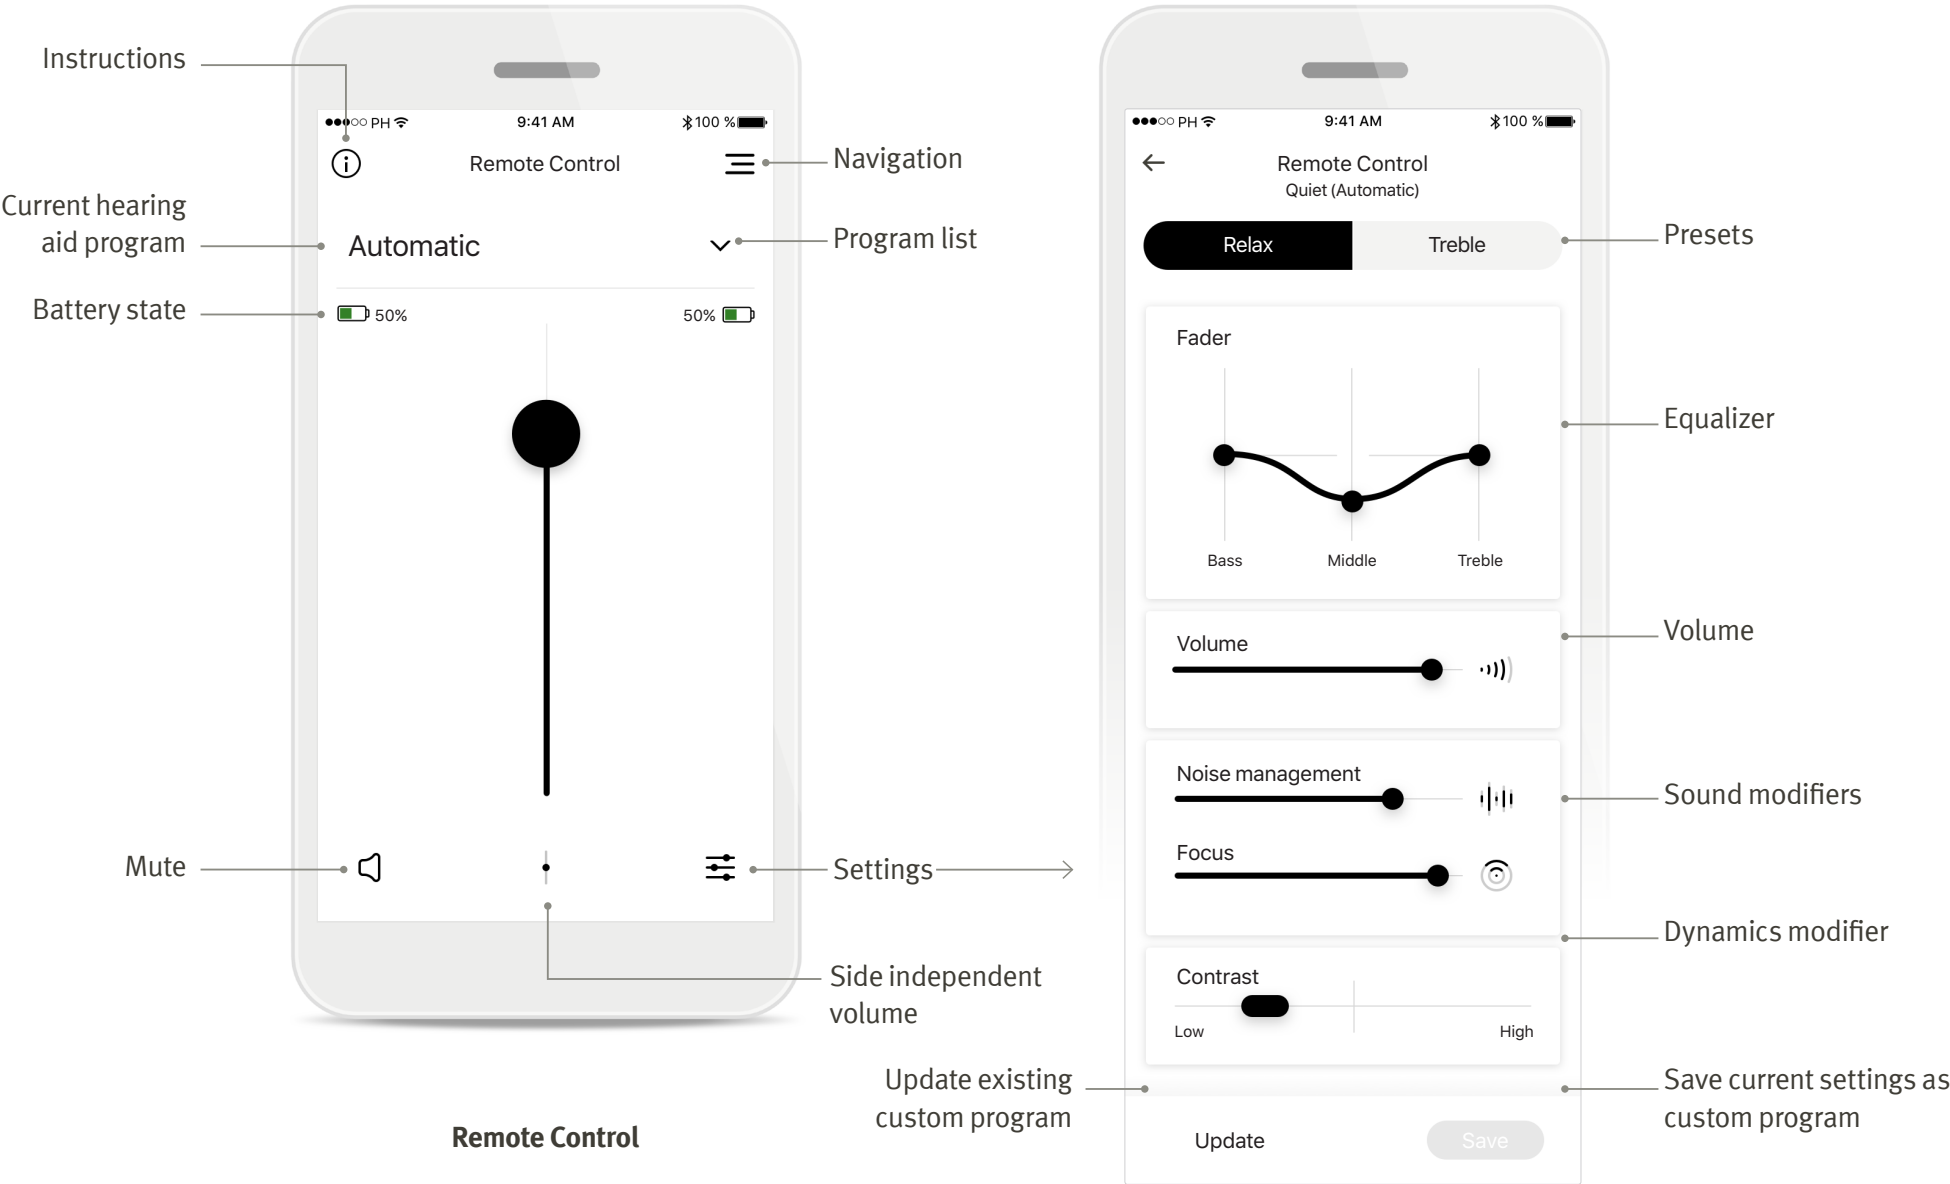 Instructions
PH
9:41 AM
100 %
Remote Control
Navigation
Current hearing
aid program
Automatic
Program list
Battery state
50%
50%
Mute
Settings
Side independent
volume
Remote Control
PH
9:41 AM
100 %
Remote Control
Quiet (Automatic)
Relax
Treble
Presets
Fader
Equalizer
Bass
Middle
Treble
Volume
Volume
Noise management
Sound modifiers
Focus
Dynamics modifier
Contrast
Low
High
Update existing
custom program
Save current settings as
custom program
Update
Save